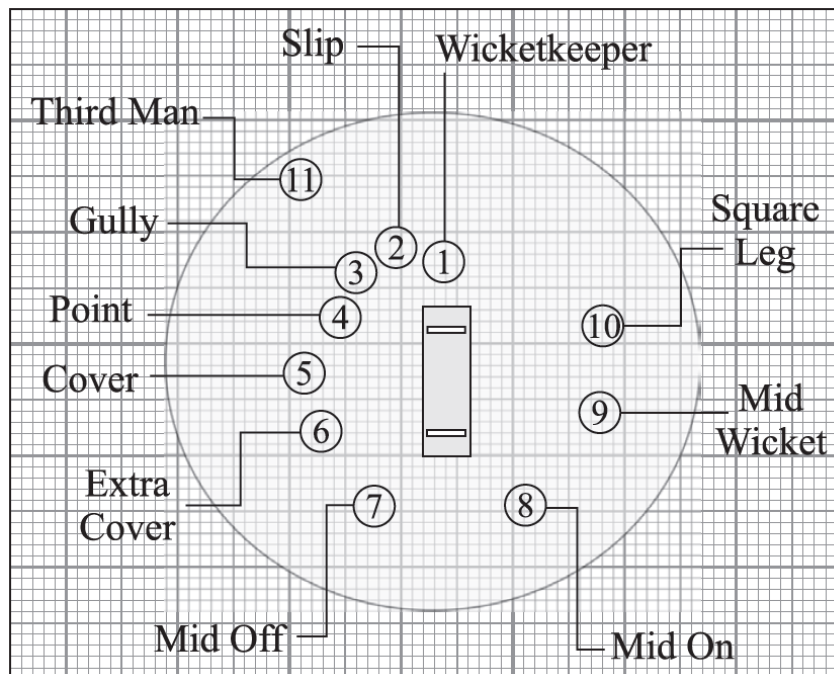 Slip
Wicketkeeper
Third Man
11
Gully
2
1
Square
Leg
3
Point
4
10
Cover
5
9
Mid
Wicket
6
Extra
Cover
7
8
Mid Off
Mid On